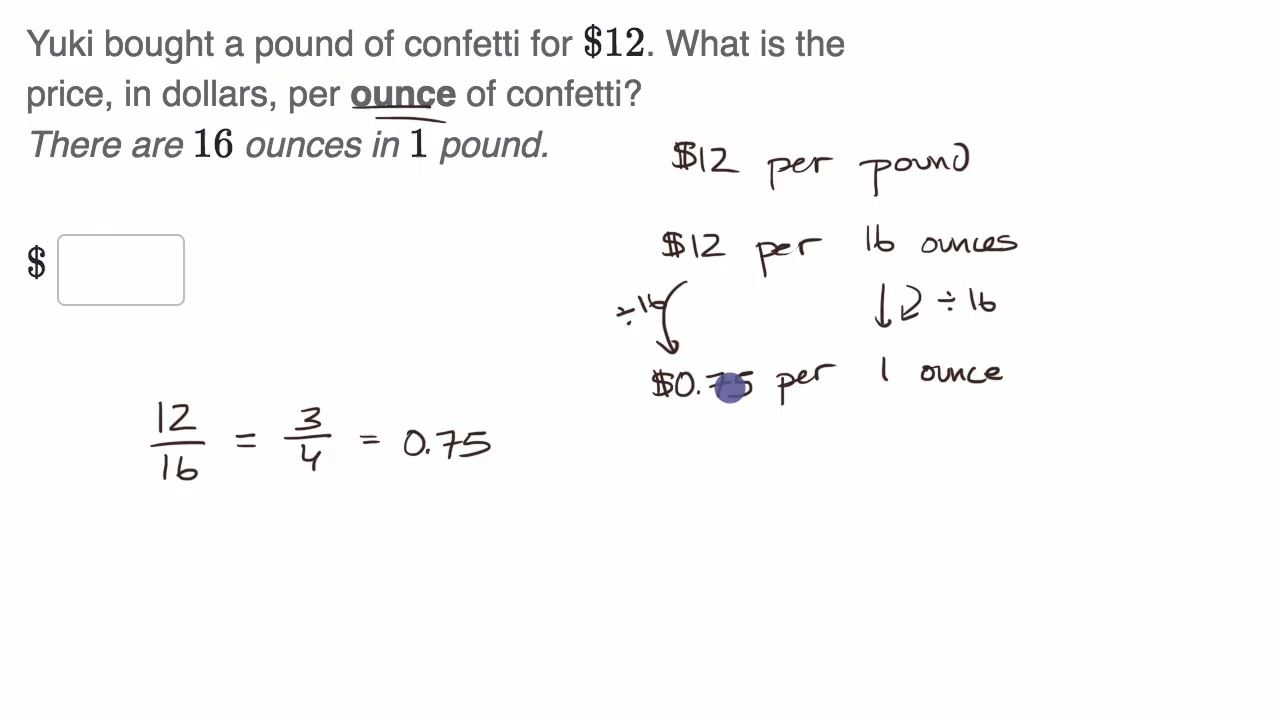 Yuki bought a pound of confetti for $12. What is the
price, in dollars, per ounce of confetti?
There are 16 ounces in 1 pound.
$12 per pound
$
$12 per 16 ounces
÷16
÷16
$0.75 per 1 ounce
12/16 = 3/4 = 0.75